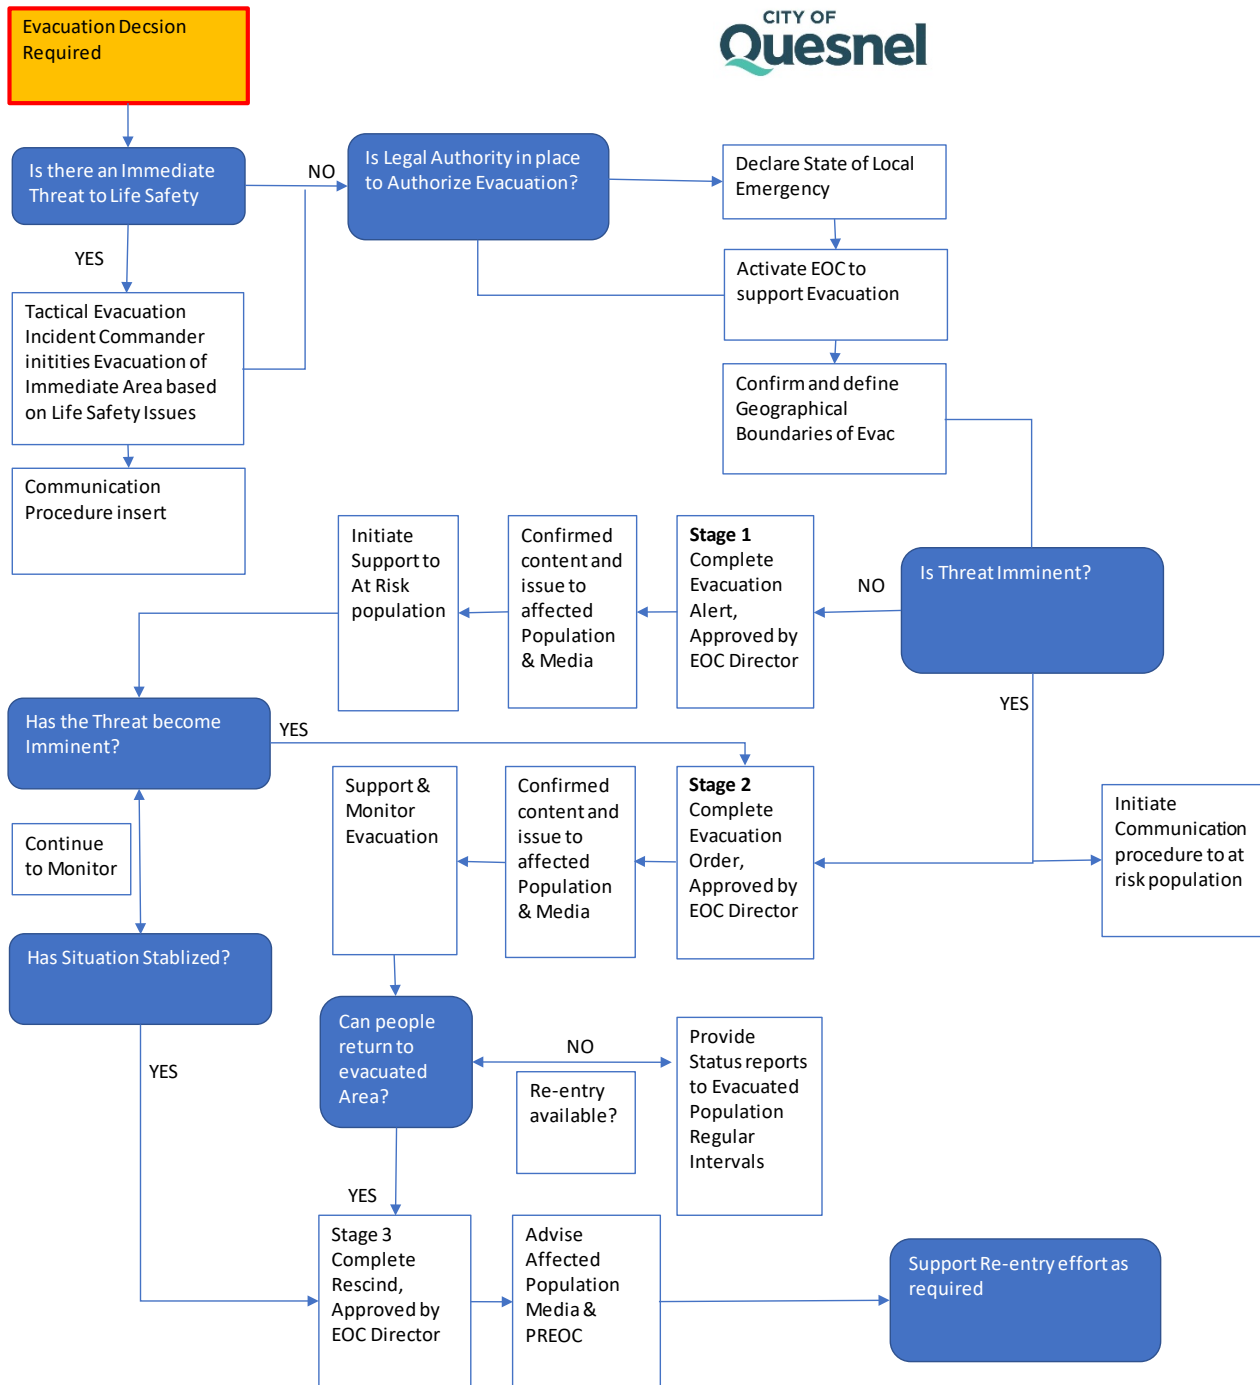 Evacuation Decsion
Required
CITY OF
Quesnel
Is there an Immediate
Threat to Life Safety
NO
Is Legal Authority in place
to Authorize Evacuation?
Declare State of Local
Emergency
YES
Activate EOC to
support Evacuation
Tactical Evacuation
Incident Commander
initities Evacuation of
Immediate Area based
on Life Safety Issues
Confirm and define
Geographical
Boundaries of Evac
Communication
Procedure insert
Initiate
Support to
At Risk
population
Confirmed
content and
issue to
affected
Population
& Media
Stage 1
Complete
Evacuation
Alert,
Approved by
EOC Director
NO
Is Threat Imminent?
YES
Has the Threat become
Imminent?
YES
Support &
Monitor
Evacuation
Confirmed
content and
issue to
affected
Population
& Media
Stage 2
Complete
Evacuation
Order,
Approved by
EOC Director
Initiate
Communication
procedure to at
risk population
Continue
to Monitor
Has Situation Stablized?
YES
Can people
return to
evacuated
Area?
NO
Re-entry
available?
Provide
Status reports
to Evacuated
Population
Regular
Intervals
YES
Stage 3
Complete
Rescind,
Approved by
EOC Director
Advise
Affected
Population
Media &
PREOC
Support Re-entry effort as
required